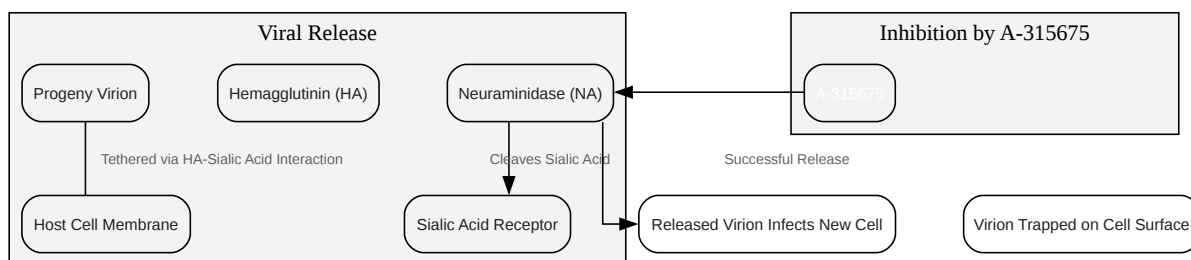 Viral Release
Inhibition by A-315675
Progeny Virion
Hemagglutinin (HA)
Neuraminidase (NA)
A-315675
Tethered via HA-Sialic Acid Interaction
Cleaves Sialic Acid
Successful Release
Host Cell Membrane
Sialic Acid Receptor
Released Virion Infects New Cell
Virion Trapped on Cell Surface